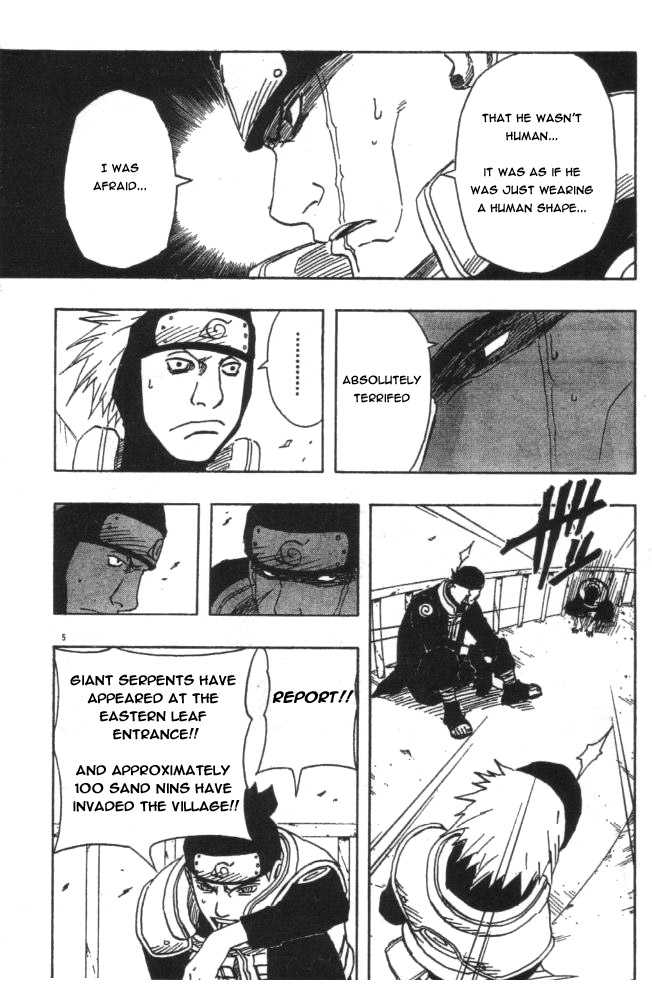 THAT HE WASN'T
HUMAN...
IT WAS AS IF HE
WAS JUST WEARING
A HUMAN SHAPE...
I WAS
AFRAID...
ABSOLUTELY
TERRIFED
.........
REPORT!!
GIANT SERPENTS HAVE
APPEARED AT THE
EASTERN LEAF
ENTRANCE!!
AND APPROXIMATELY
100 SAND NINS HAVE
INVADED THE VILLAGE!!
5